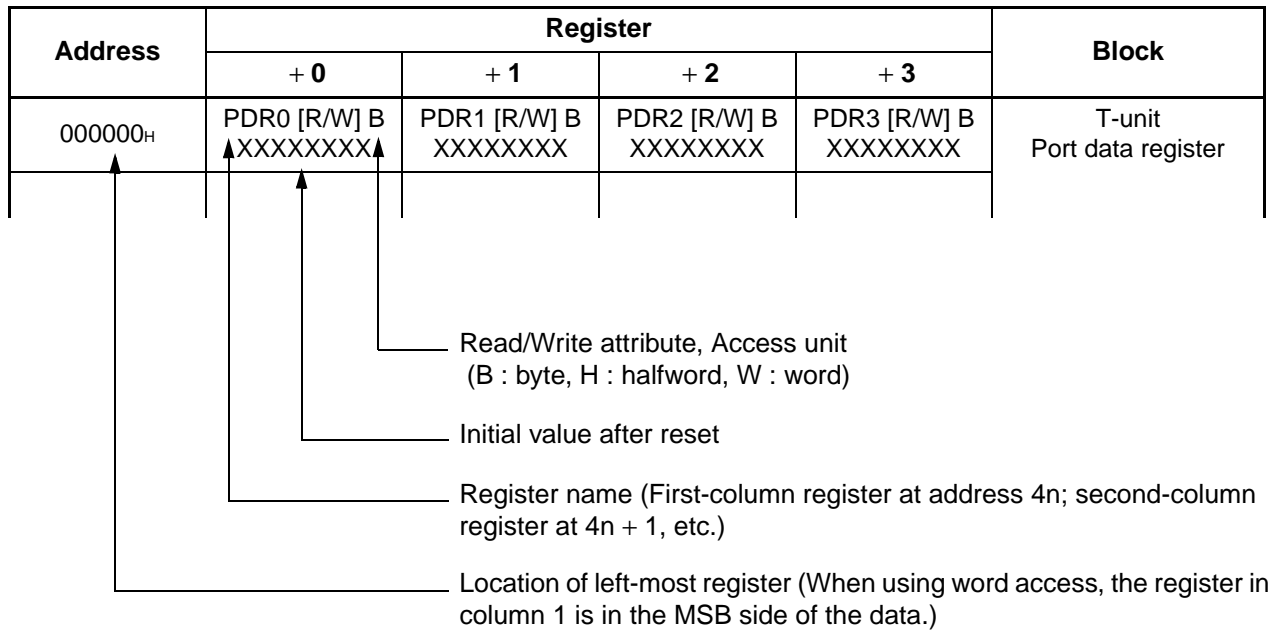 Address Register Block
+ 0 + 1 + 2 + 3
000000H PDR0 [R/W] B PDR1 [R/W] B PDR2 [R/W] B PDR3 [R/W] B T-unit
XXXXXXXX XXXXXXXX XXXXXXXX XXXXXXXX Port data register
Read/Write attribute, Access unit
(B : byte, H : halfword, W : word)
Initial value after reset
Register name (First-column register at address 4n; second-column
register at 4n + 1, etc.)
Location of left-most register (When using word access, the register in
column 1 is in the MSB side of the data.)